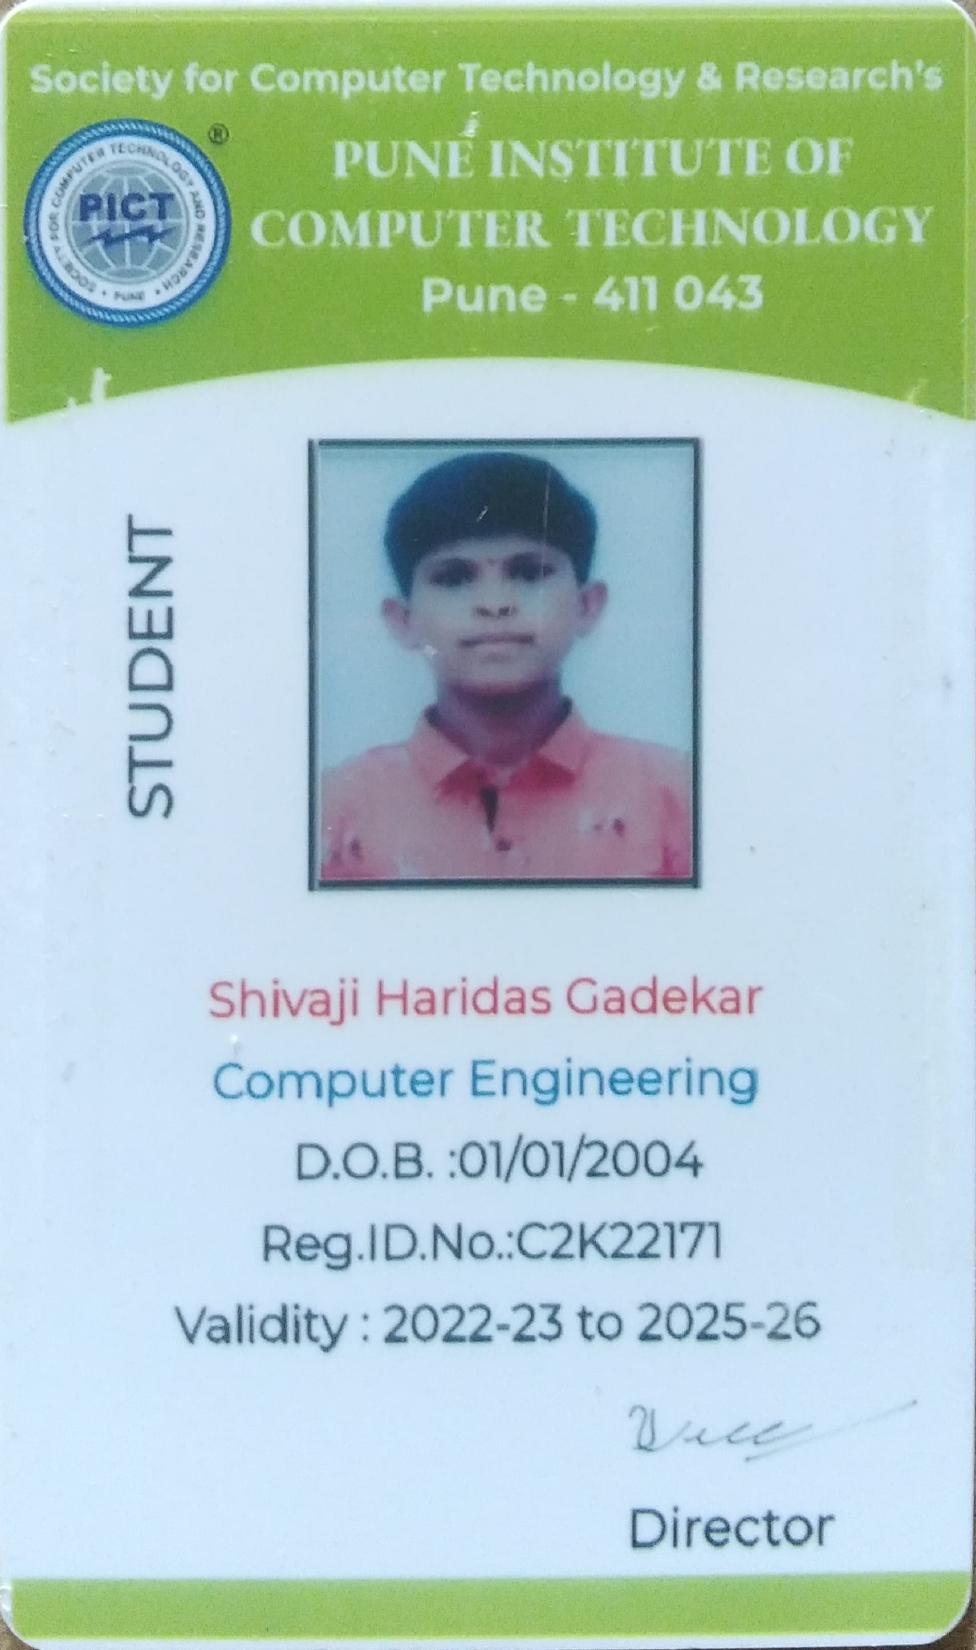 Society for Computer Technology & Research's
PUNE INSTITUTE OF
COMPUTER TECHNOLOGY
Pune - 411 043
®
SOCIETY FOR COMPUTER TECHNOLOGY AND RESEARCH
PICT
• PUNE •
STUDENT
Shivaji Haridas Gadekar
Computer Engineering
D.O.B. :01/01/2004
Reg.ID.No.:C2K22171
Validity : 2022-23 to 2025-26
Director